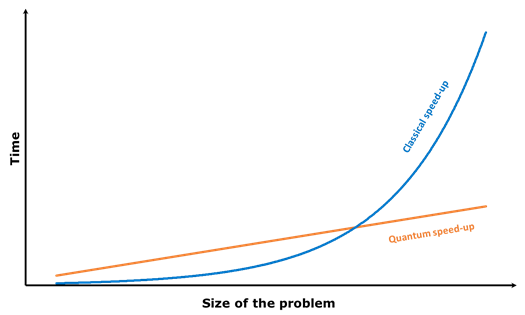 Time
Classical speed-up
Quantum speed-up
Size of the problem